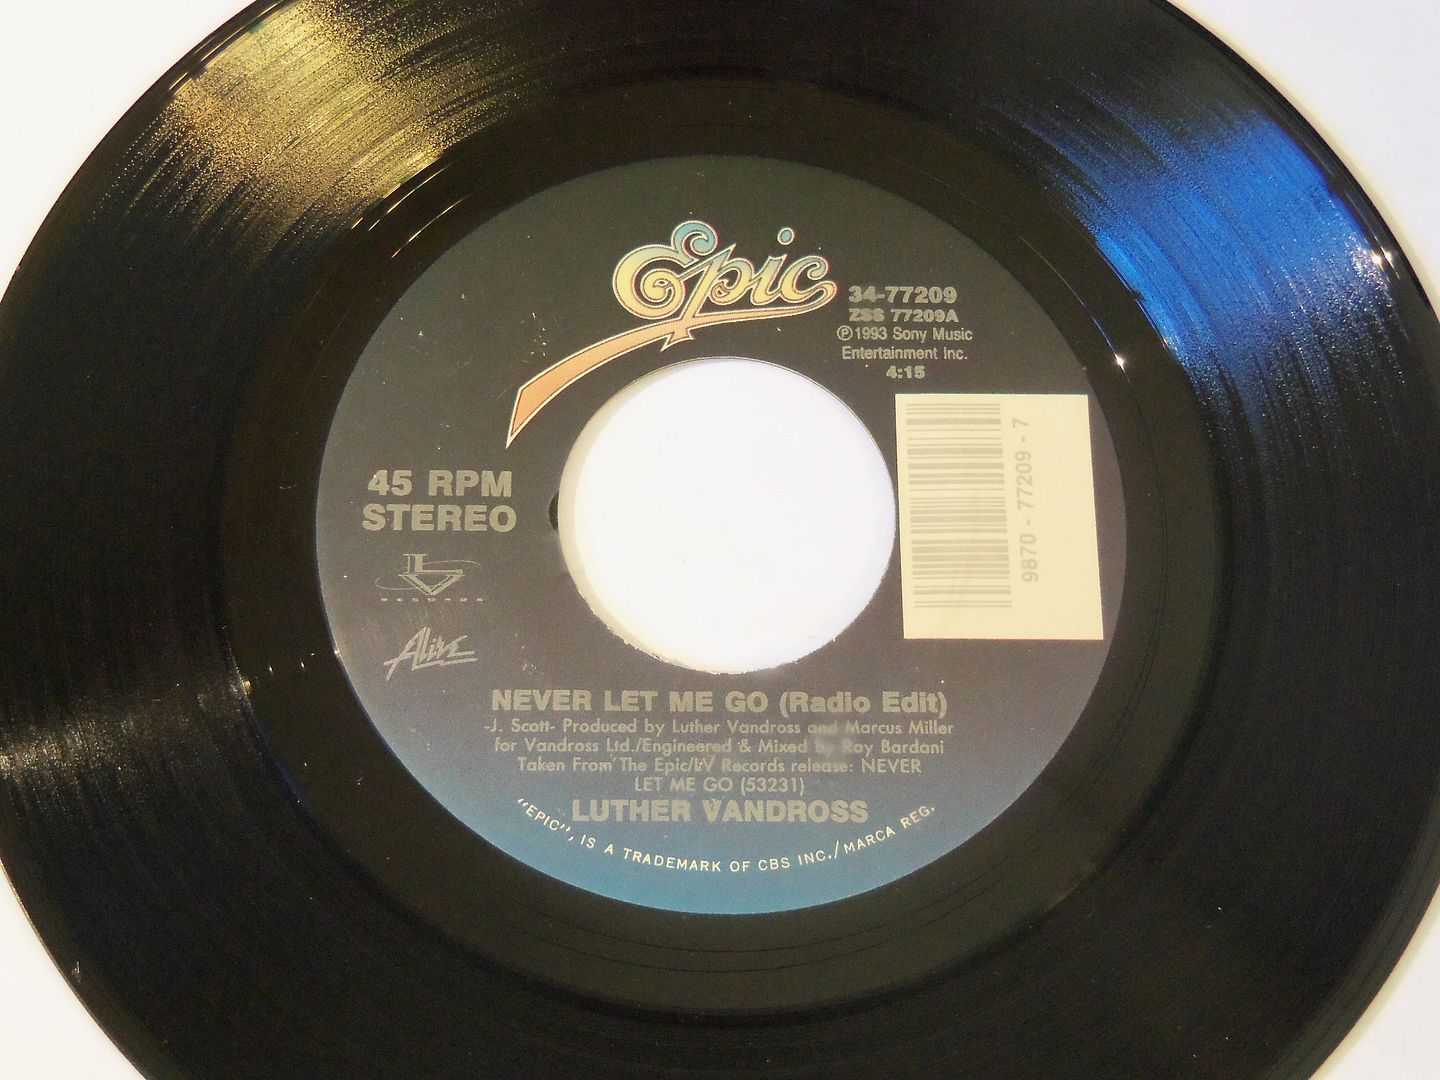 Epic
34-77209
ZSS 77209A
Ⓟ1993 Sony Music
Entertainment Inc.
4:15
9870 - 77209 - 7
45 RPM
STEREO
LV
RECORDS
Alive
NEVER LET ME GO (Radio Edit)
-J. Scott- Produced by Luther Vandross and Marcus Miller
for Vandross Ltd./Engineered & Mixed by Ray Bardani
Taken From The Epic/LV Records release: NEVER
LET ME GO (53231)
LUTHER VANDROSS
"EPIC", IS A TRADEMARK OF CBS INC./MARCA REG.